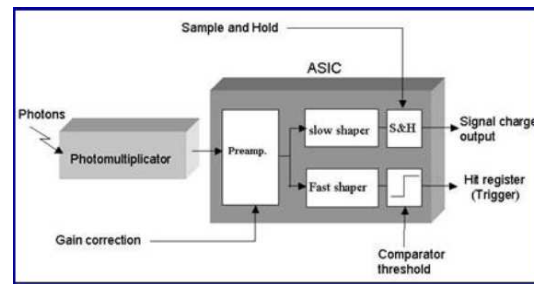 Sample and Hold
ASIC
Photons
Photomultiplicator
Preamp.
slow shaper
S&H
Signal charge
output
Fast shaper
Hit register
(Trigger)
Gain correction
Comparator
threshold